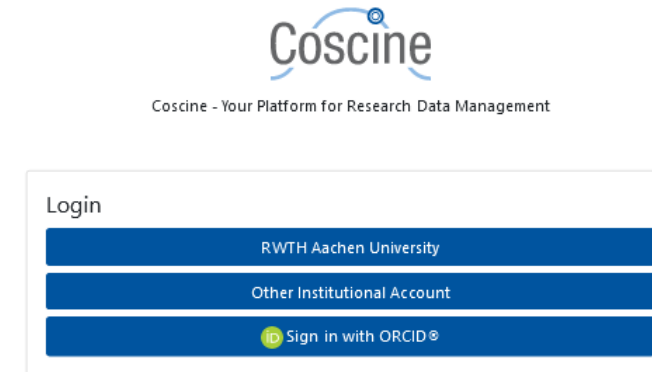 Coscine
Coscine - Your Platform for Research Data Management
Login
RWTH Aachen University
Other Institutional Account
iD Sign in with ORCID®